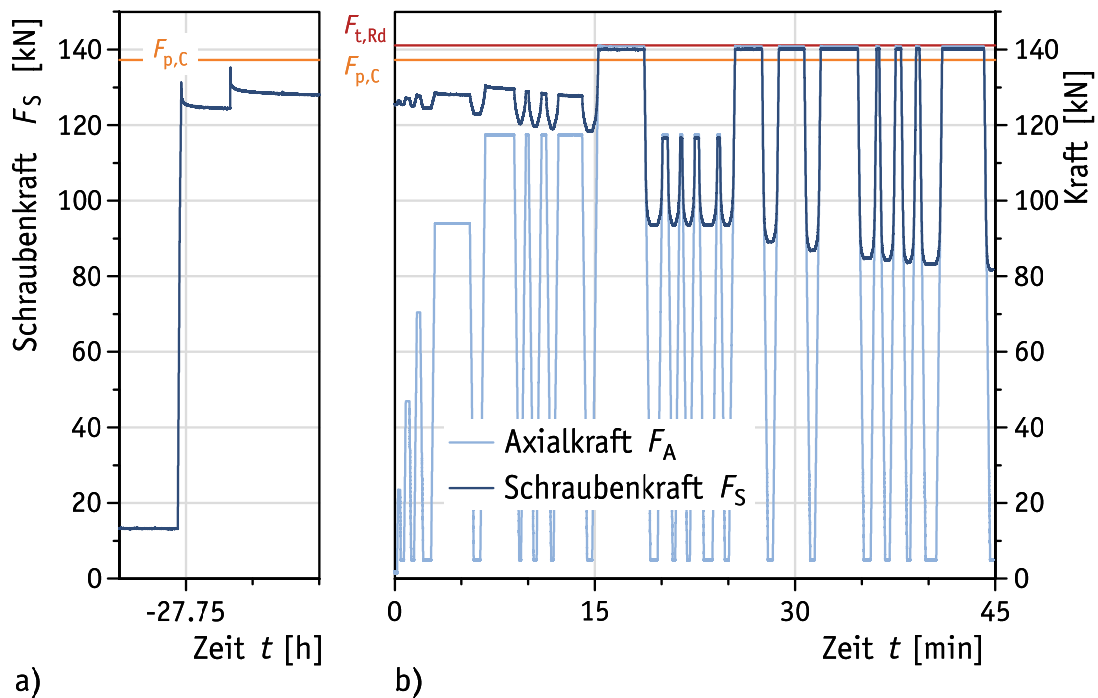 Schraubenkraft F_S [kN]
140
120
100
80
60
40
20
0
F_p,C
-27.75
Zeit t [h]
a)
F_t,Rd
F_p,C
Axialkraft F_A
Schraubenkraft F_S
0
15
30
45
Zeit t [min]
b)
140
120
100
80
60
40
20
0
Kraft [kN]